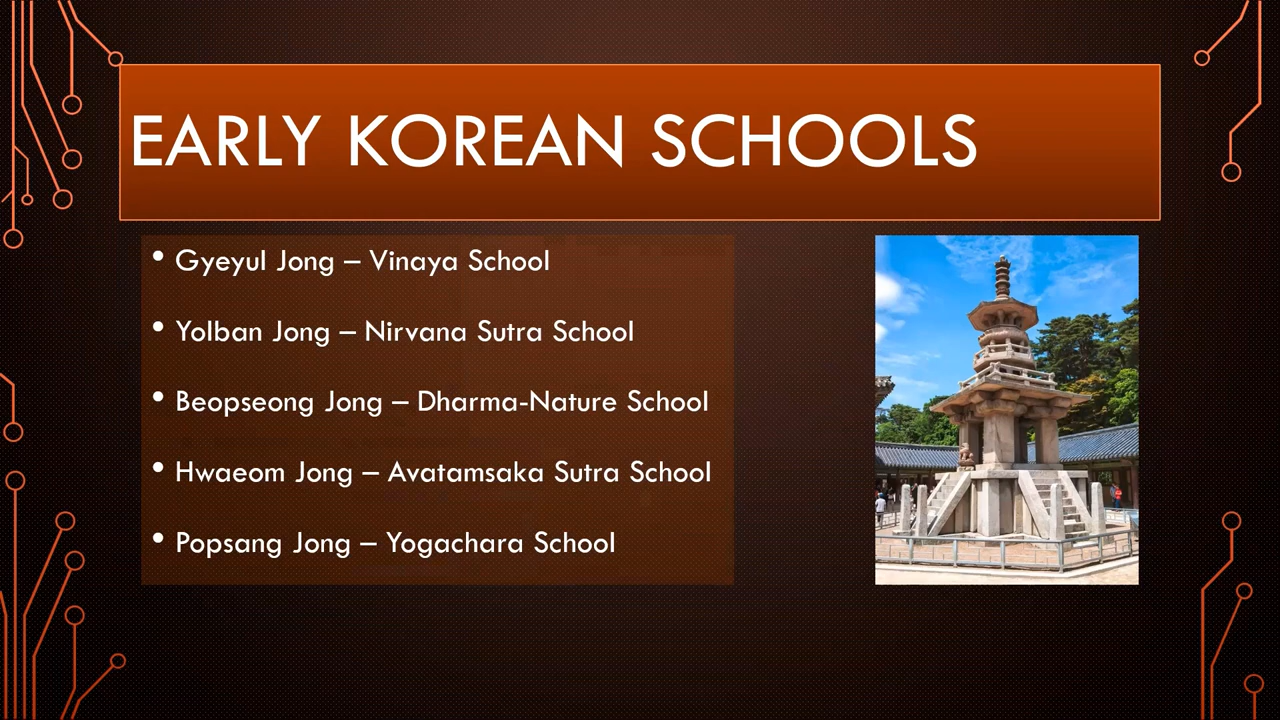 EARLY KOREAN SCHOOLS
• Gyeyul Jong – Vinaya School
• Yolban Jong – Nirvana Sutra School
• Beopseong Jong – Dharma-Nature School
• Hwaeom Jong – Avatamsaka Sutra School
• Popsang Jong – Yogachara School